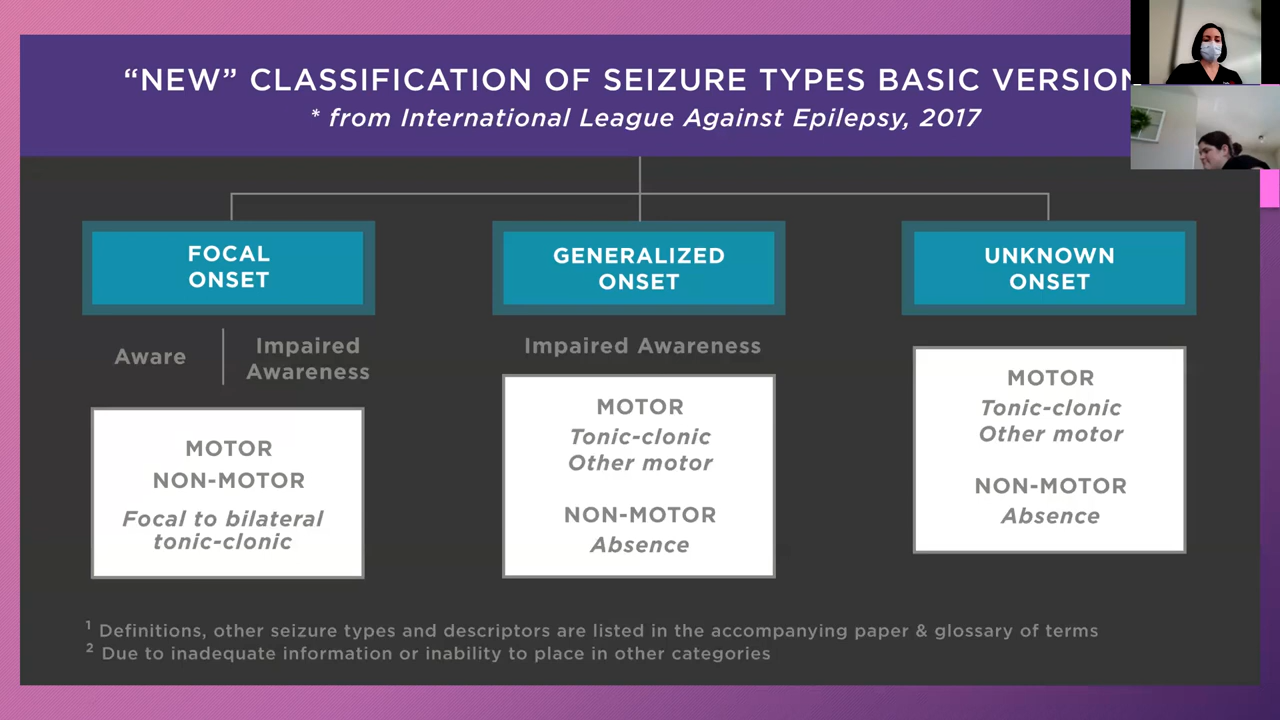 “NEW” CLASSIFICATION OF SEIZURE TYPES BASIC VERSION
* from International League Against Epilepsy, 2017
FOCAL
ONSET
Aware
Impaired
Awareness
MOTOR
NON-MOTOR
Focal to bilateral
tonic-clonic
GENERALIZED
ONSET
Impaired Awareness
MOTOR
Tonic-clonic
Other motor
NON-MOTOR
Absence
UNKNOWN
ONSET
MOTOR
Tonic-clonic
Other motor
NON-MOTOR
Absence
1 Definitions, other seizure types and descriptors are listed in the accompanying paper & glossary of terms
2 Due to inadequate information or inability to place in other categories